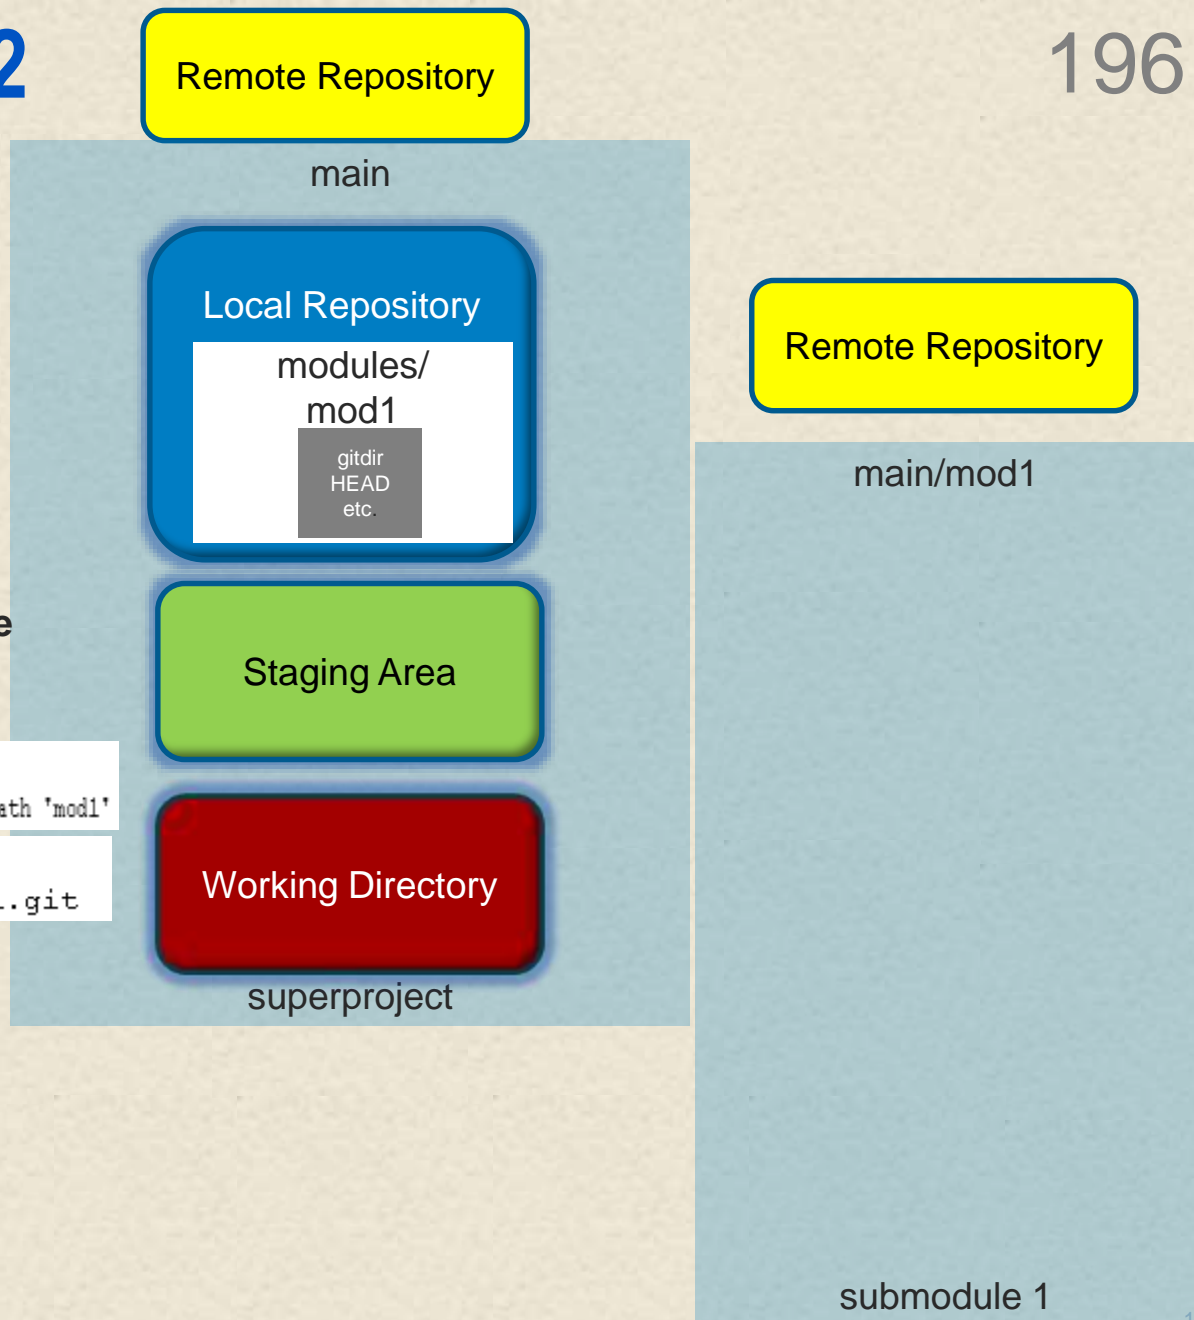 2
Remote Repository
196
main
Local Repository
modules/
mod1
gitdir
HEAD
etc.
Remote Repository
main/mod1
e
Staging Area
ath 'mod1'
.git
Working Directory
superproject
submodule 1